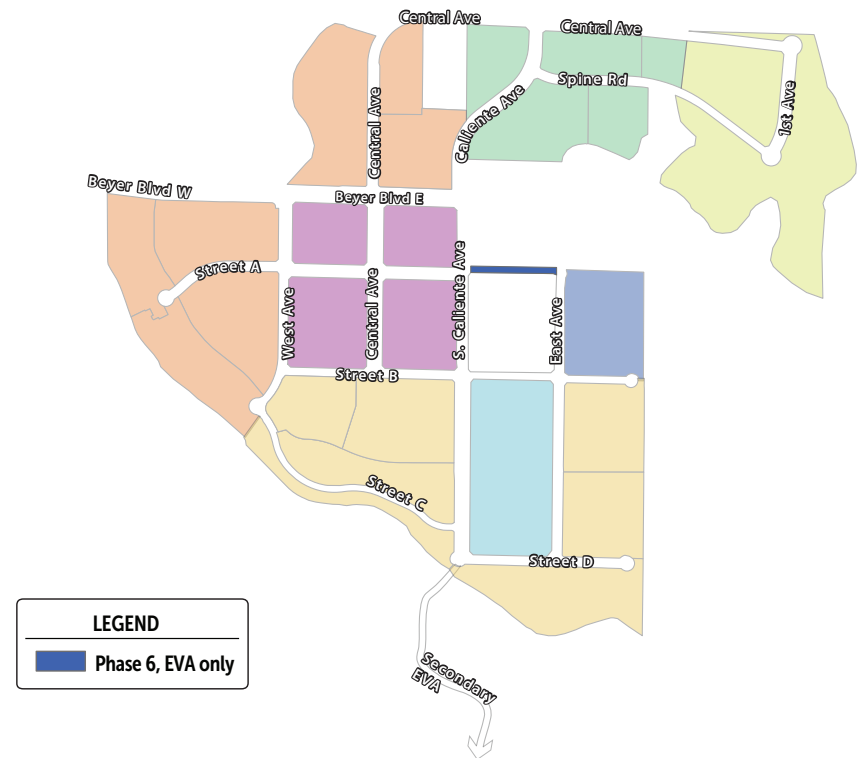 Central Ave
Central Ave
Spine Rd
1st Ave
Central Ave
Caliente Ave
Beyer Blvd W
Beyer Blvd E
Street A
West Ave
Central Ave
S. Caliente Ave
East Ave
Street B
Street C
Street D
LEGEND
Phase 6, EVA only
Secondary
EVA